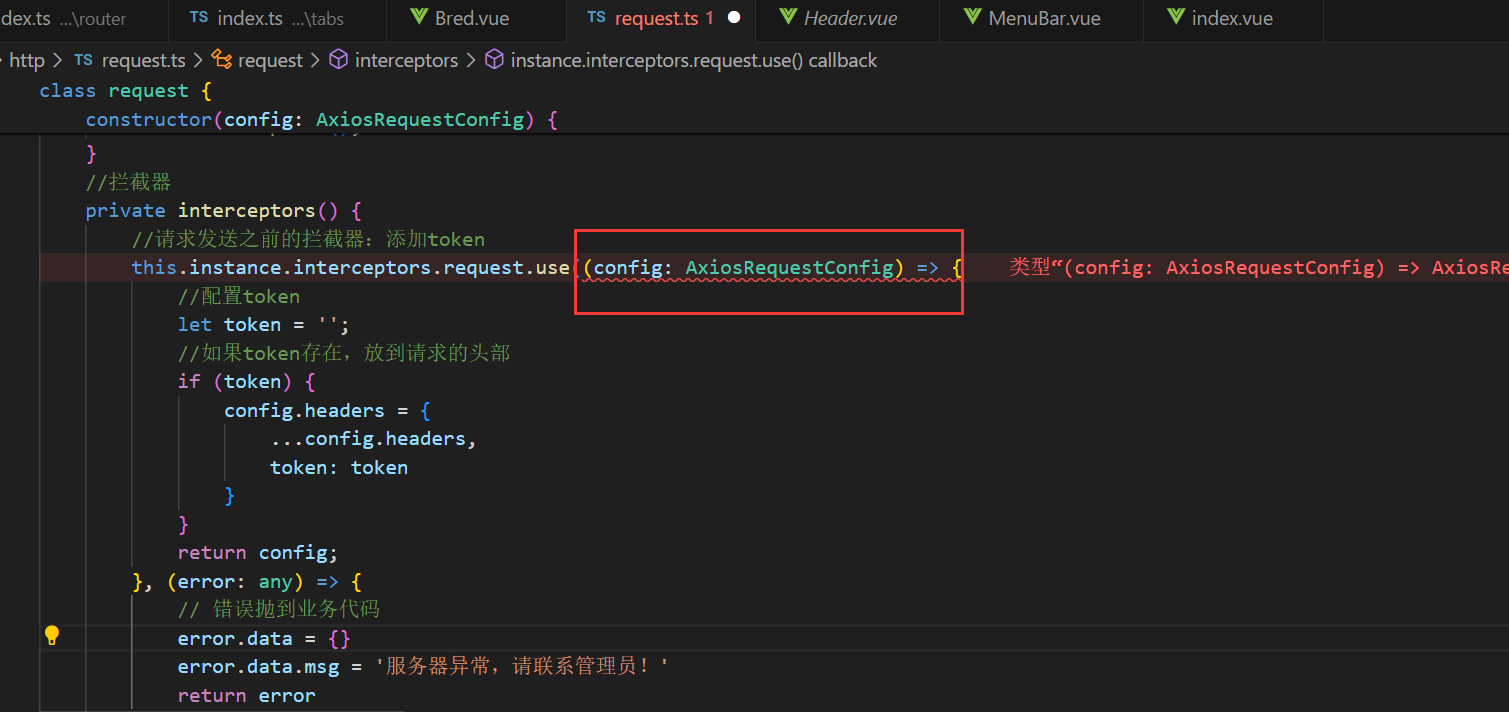 dex.ts ...\router TS index.ts ...\tabs Bred.vue TS request.ts 1 Header.vue MenuBar.vue index.vue
http > TS request.ts > request > interceptors > instance.interceptors.request.use() callback
class request {
constructor(config: AxiosRequestConfig) {
}
//拦截器
private interceptors() {
//请求发送之前的拦截器：添加token
this.instance.interceptors.request.use((config: AxiosRequestConfig) => { 类型“(config: AxiosRequestConfig) => AxiosRe
//配置token
let token = '';
//如果token存在，放到请求的头部
if (token) {
config.headers = {
...config.headers,
token: token
}
}
return config;
}, (error: any) => {
// 错误抛到业务代码
error.data = {}
error.data.msg = '服务器异常，请联系管理员！'
return error